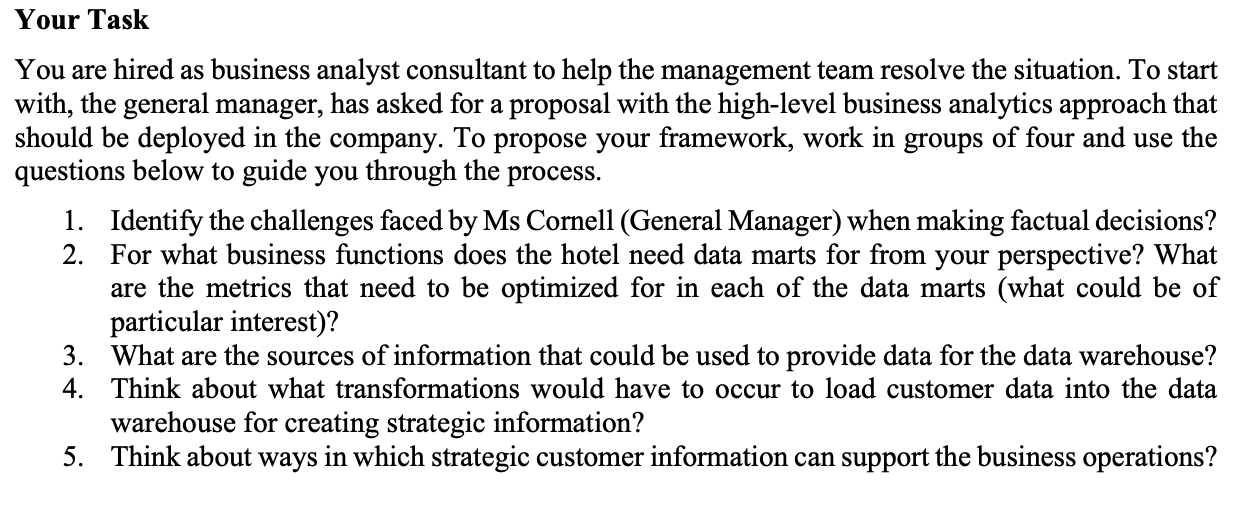 Your Task
You are hired as business analyst consultant to help the management team resolve the situation. To start
with, the general manager, has asked for a proposal with the high-level business analytics approach that
should be deployed in the company. To propose your framework, work in groups of four and use the
questions below to guide you through the process.
1. Identify the challenges faced by Ms Cornell (General Manager) when making factual decisions?
2. For what business functions does the hotel need data marts for from your perspective? What
are the metrics that need to be optimized for in each of the data marts (what could be of
particular interest)?
3. What are the sources of information that could be used to provide data for the data warehouse?
4. Think about what transformations would have to occur to load customer data into the data
warehouse for creating strategic information?
5. Think about ways in which strategic customer information can support the business operations?